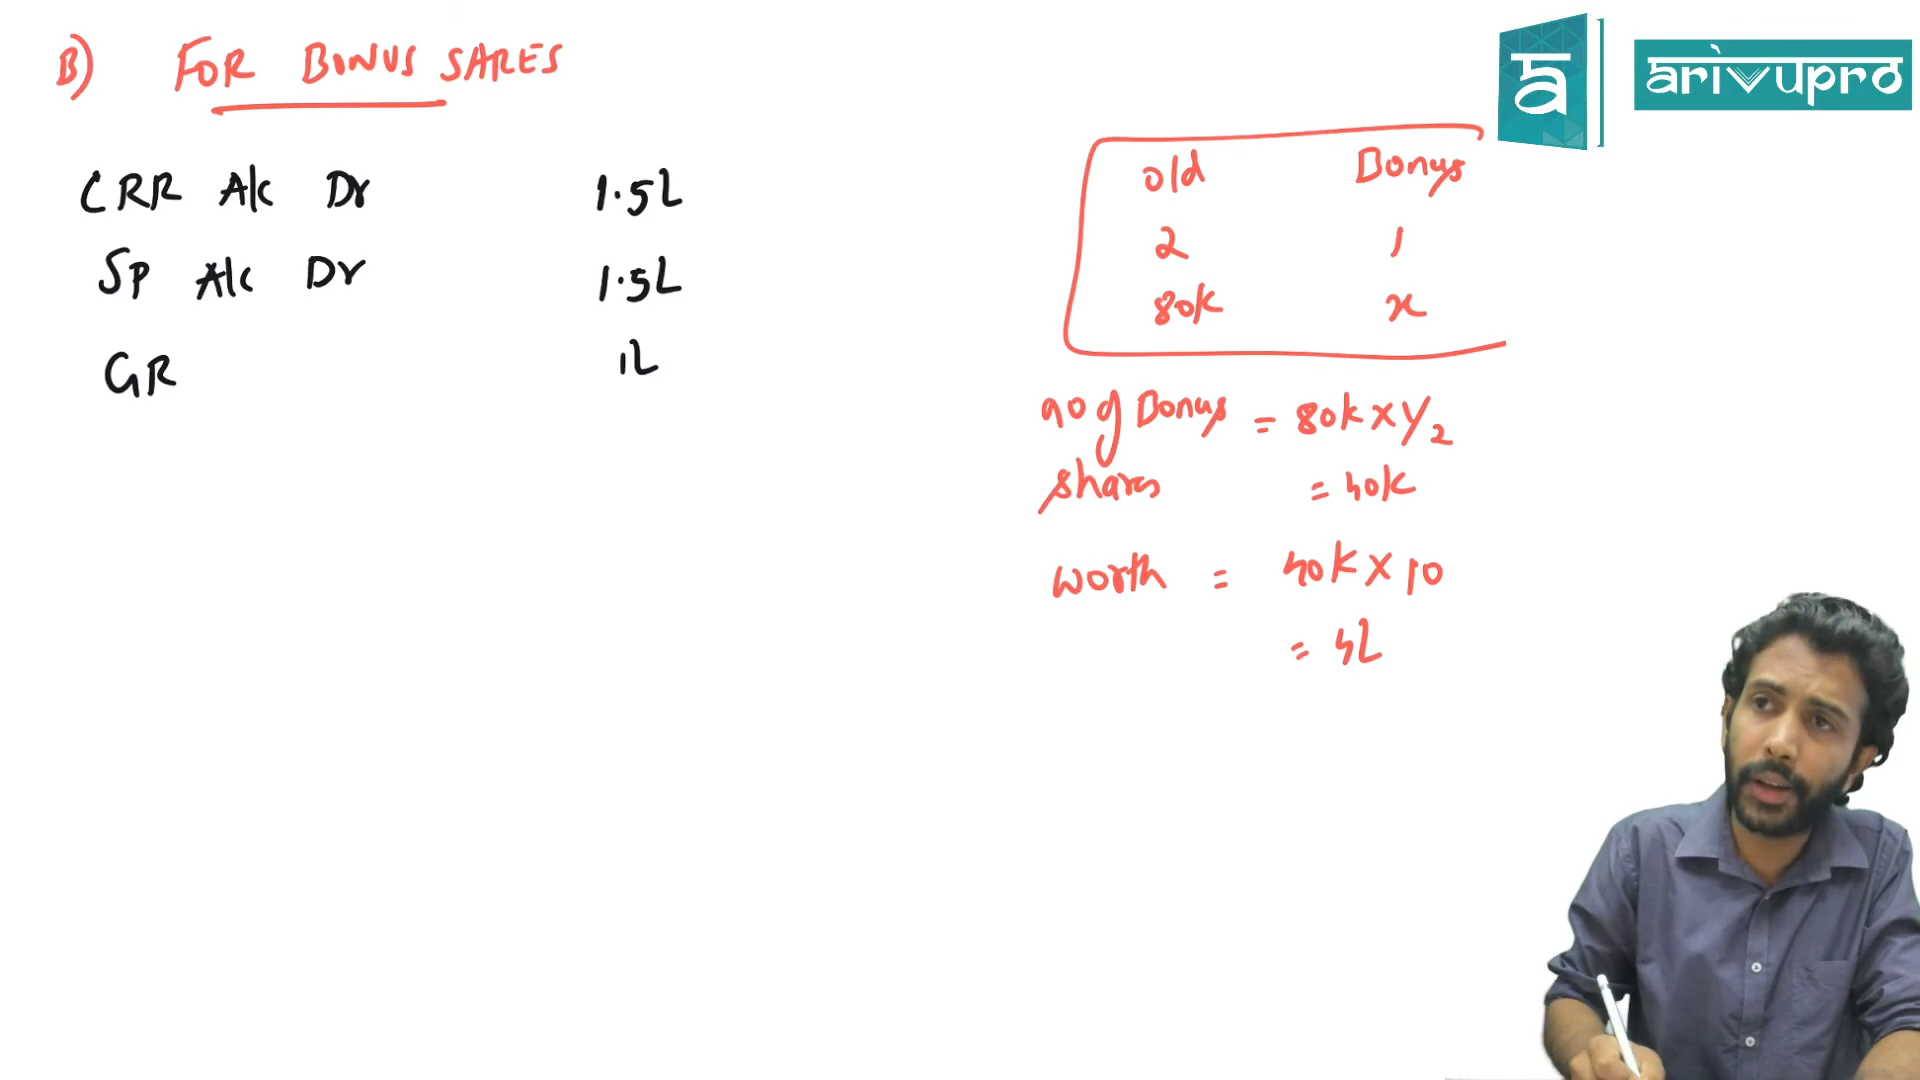 B) FOR BONUS SARES
CRR A/c Dr 1.5L
SP A/c Dr 1.5L
GR 1L
old Bonus
2 1
80k x
no of Bonus = 80k x 1/2
shares = 40k
worth = 40k x 10
= 4L
a
arivupro